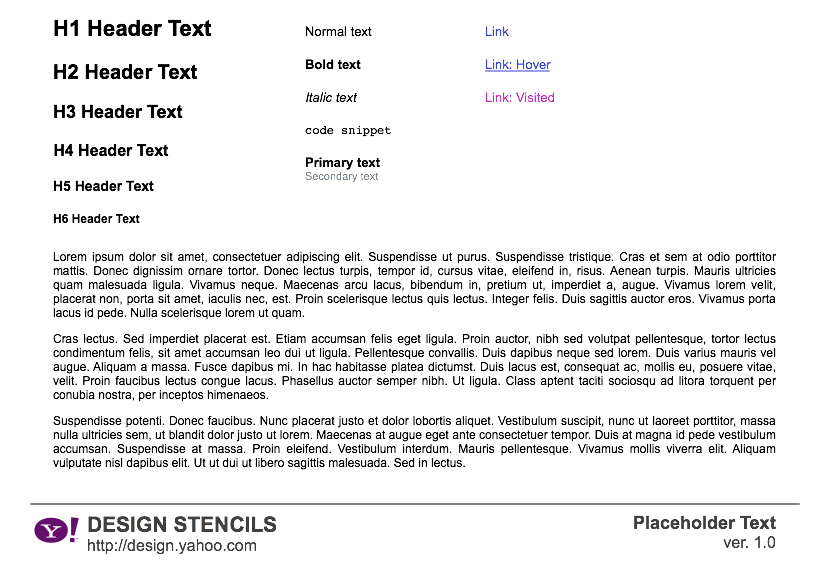 H1 Header Text
H2 Header Text
H3 Header Text
H4 Header Text
H5 Header Text
H6 Header Text
Normal text
Bold text
Italic text
code snippet
Primary text
Secondary text
Link
Link: Hover
Link: Visited
Lorem ipsum dolor sit amet, consectetuer adipiscing elit. Suspendisse ut purus. Suspendisse tristique. Cras et sem at odio porttitor
mattis. Donec dignissim ornare tortor. Donec lectus turpis, tempor id, cursus vitae, eleifend in, risus. Aenean turpis. Mauris ultricies
quam malesuada ligula. Vivamus neque. Maecenas arcu lacus, bibendum in, pretium ut, imperdiet a, augue. Vivamus lorem velit,
placerat non, porta sit amet, iaculis nec, est. Proin scelerisque lectus quis lectus. Integer felis. Duis sagittis auctor eros. Vivamus porta
lacus id pede. Nulla scelerisque lorem ut quam.
Cras lectus. Sed imperdiet placerat est. Etiam accumsan felis eget ligula. Proin auctor, nibh sed volutpat pellentesque, tortor lectus
condimentum felis, sit amet accumsan leo dui ut ligula. Pellentesque convallis. Duis dapibus neque sed lorem. Duis varius mauris vel
augue. Aliquam a massa. Fusce dapibus mi. In hac habitasse platea dictumst. Duis lacus est, consequat ac, mollis eu, posuere vitae,
velit. Proin faucibus lectus congue lacus. Phasellus auctor semper nibh. Ut ligula. Class aptent taciti sociosqu ad litora torquent per
conubia nostra, per inceptos himenaeos.
Suspendisse potenti. Donec faucibus. Nunc placerat justo et dolor lobortis aliquet. Vestibulum suscipit, nunc ut laoreet porttitor, massa
nulla ultricies sem, ut blandit dolor justo ut lorem. Maecenas at augue eget ante consectetuer tempor. Duis at magna id pede vestibulum
accumsan. Suspendisse at massa. Proin eleifend. Vestibulum interdum. Mauris pellentesque. Vivamus mollis viverra elit. Aliquam
vulputate nisl dapibus elit. Ut ut dui ut libero sagittis malesuada. Sed in lectus.
Y! DESIGN STENCILS
http://design.yahoo.com
Placeholder Text
ver. 1.0